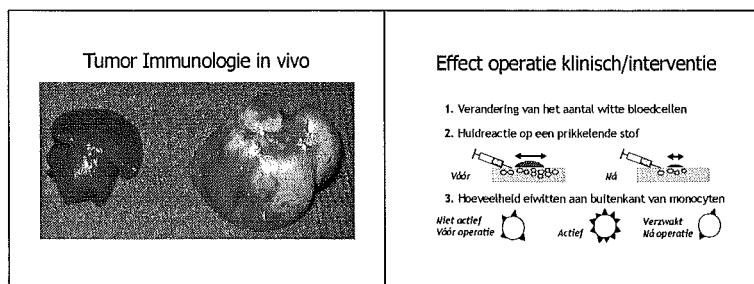 Tumor Immunologie in vivo
Effect operatie klinisch/interventie
1. Verandering van het aantal witte bloedcellen
2. Huidreactie op een prikkelende stof
Vóór
Ná
3. Hoeveelheid eiwitten aan buitenkant van monocyten
Niet actief
Vóór operatie
Actief
Verzwakt
Ná operatie